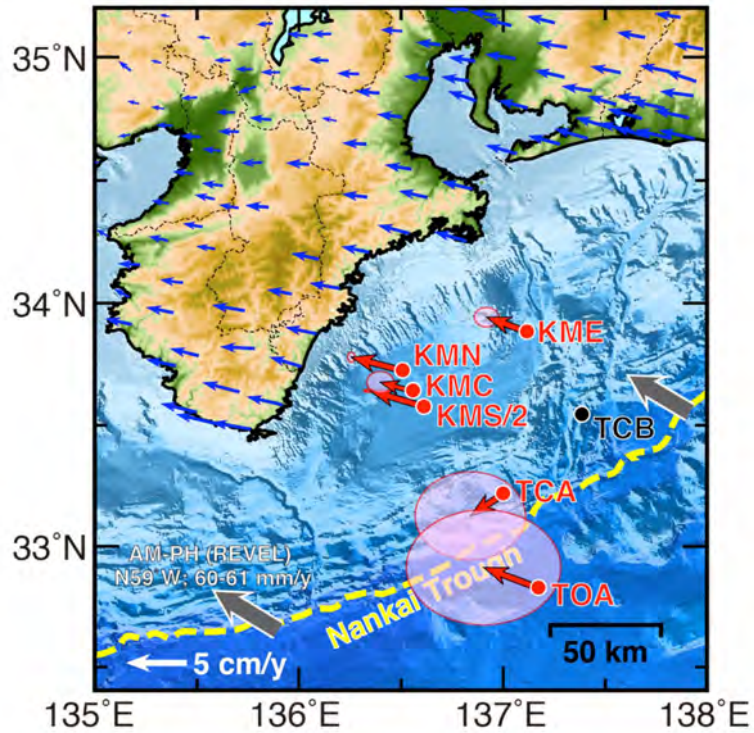 35˚N
34˚N
33˚N
KME
KMN
KMC
KMS/2
TCB
TCA
AM-PH (REVEL)
N59˚W; 60-61 mm/y
TOA
Nankai Trough
5 cm/y
50 km
135˚E
136˚E
137˚E
138˚E